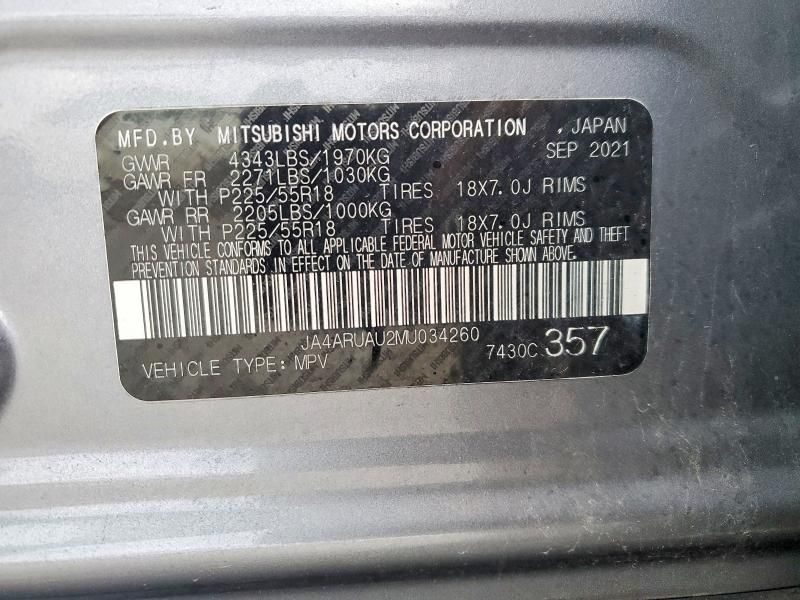 MFD.BY MITSUBISHI MOTORS CORPORATION , JAPAN
GVWR 4343LBS/1970KG SEP 2021
GAWR FR 2271LBS/1030KG
WITH P225/55R18 TIRES 18X7.0J RIMS
GAWR RR 2205LBS/1000KG
WITH P225/55R18 TIRES 18X7.0J RIMS
THIS VEHICLE CONFORMS TO ALL APPLICABLE FEDERAL MOTOR VEHICLE SAFETY AND THEFT
PREVENTION STANDARDS IN EFFECT ON THE DATE OF MANUFACTURE SHOWN ABOVE.
JA4ARUAU2MU034260
VEHICLE TYPE: MPV 7430C 357